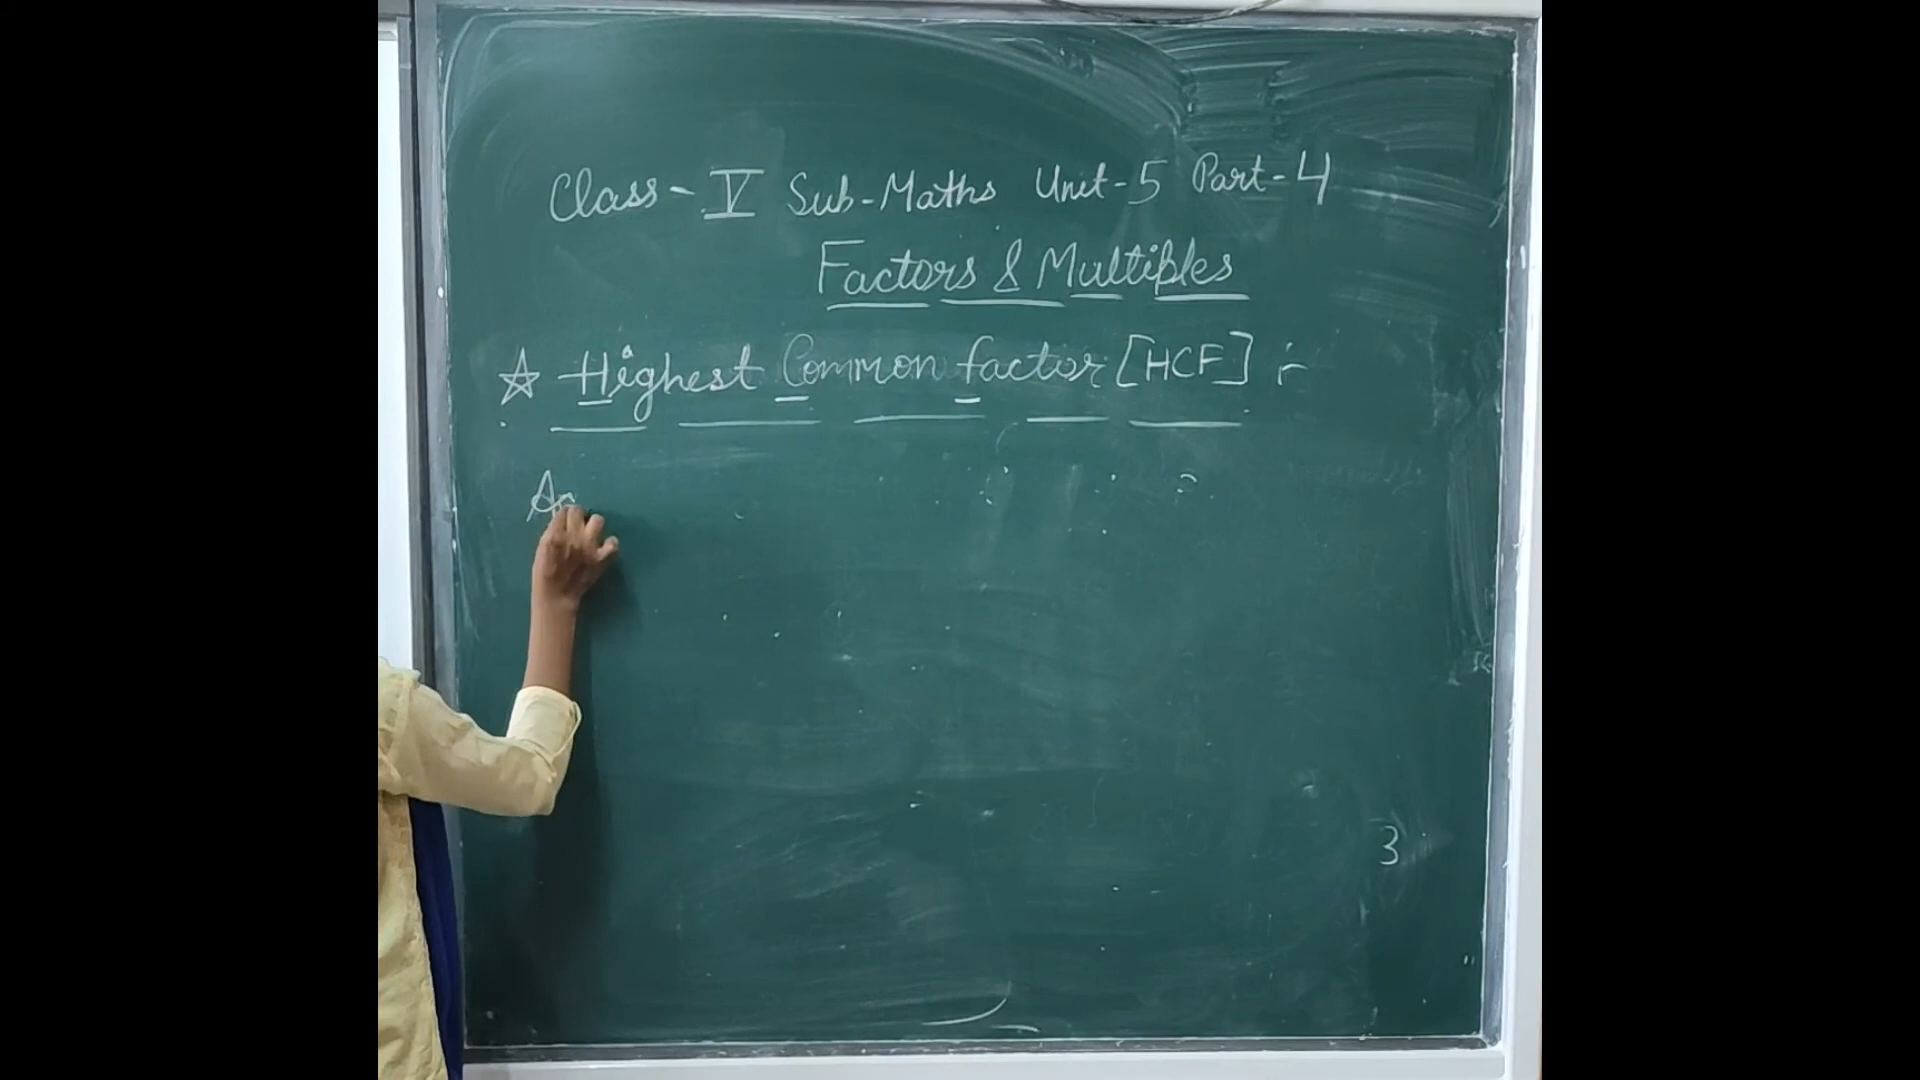 Class - V Sub-Maths Unit-5 Part-4
Factors & Multiples
☆ Highest Common factor [HCF] :-
3